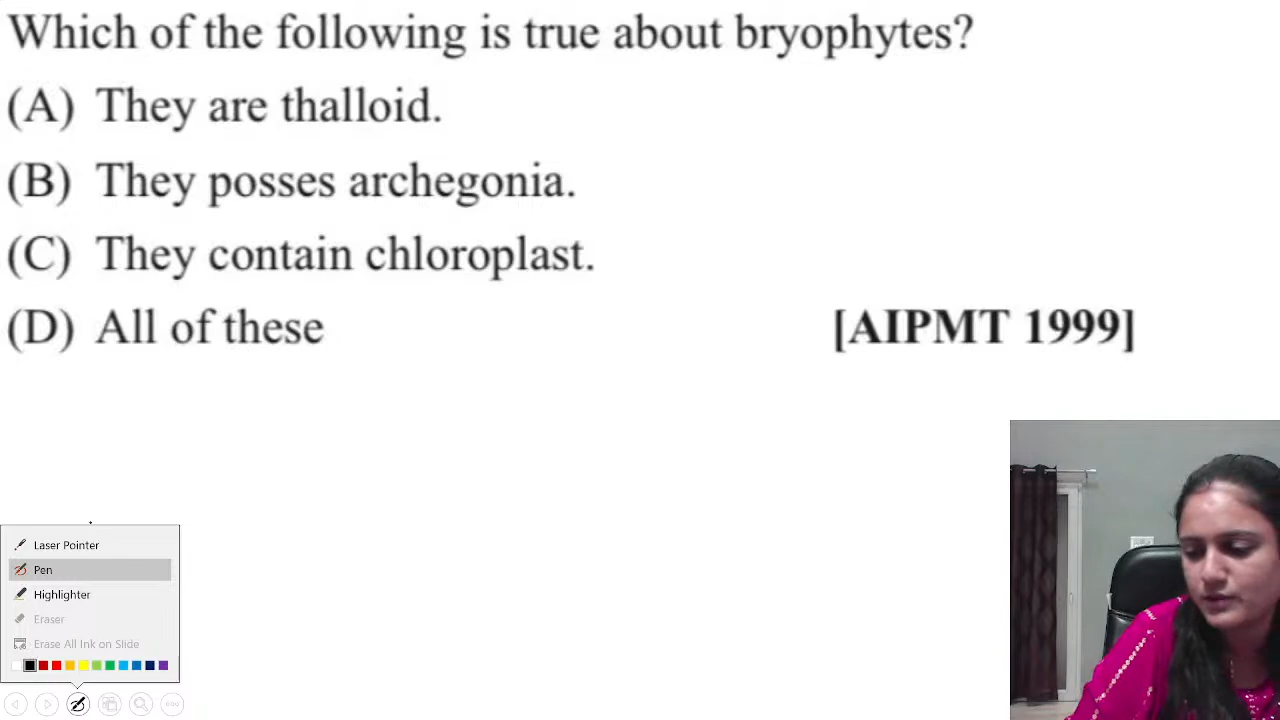 Which of the following is true about bryophytes?
(A) They are thalloid.
(B) They posses archegonia.
(C) They contain chloroplast.
(D) All of these [AIPMT 1999]
Laser Pointer
Pen
Highlighter
Eraser
Erase All Ink on Slide